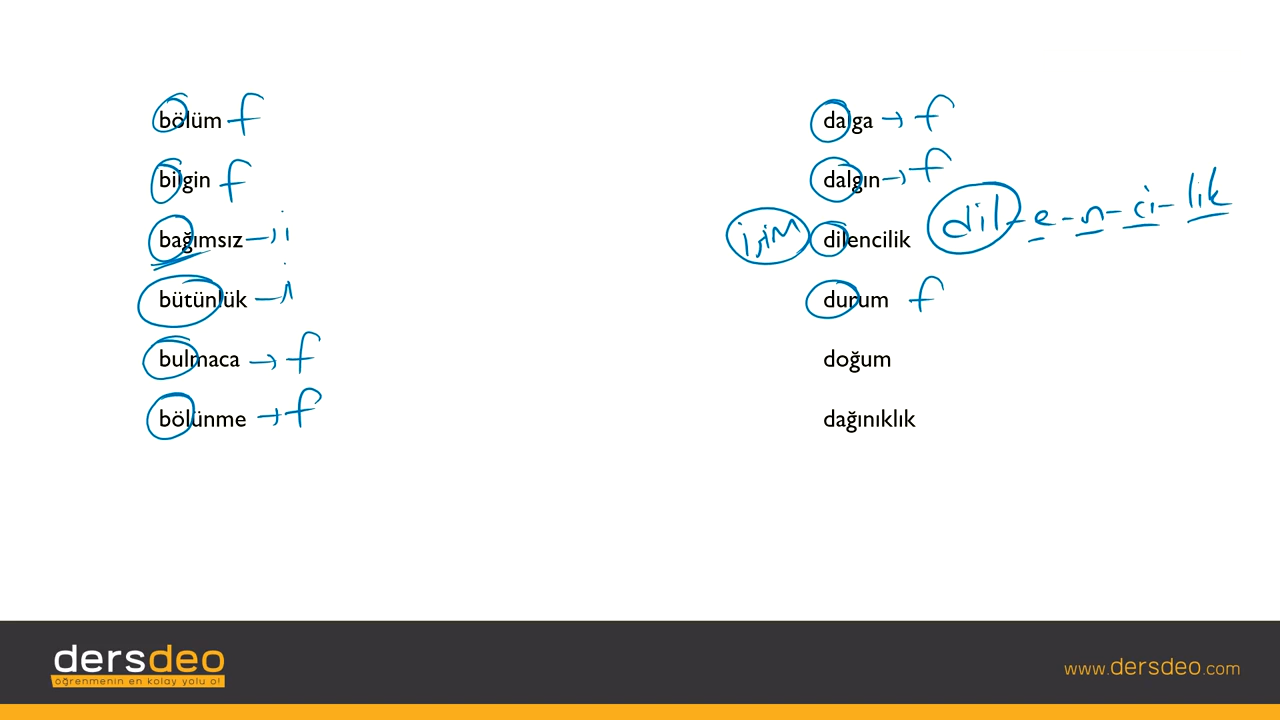 bölüm f
bilgin f
bağımsız → i
bütünlük → i
bulmaca → f
bölünme → f
dalga → f
dalgın → f
isim dilencilik dil-e-n-ci-lik
durum f
doğum
dağınıklık
dersdeo
öğrenmenin en kolay yolu o!
www.dersdeo.com